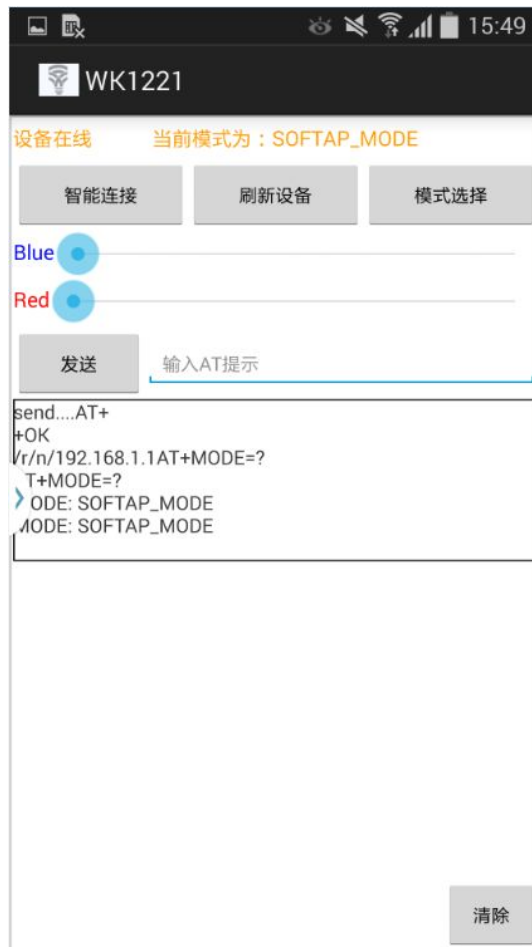 15:49
WK1221
设备在线 当前模式为：SOFTAP_MODE
智能连接 刷新设备 模式选择
Blue
Red
发送 输入AT提示
send....AT+
+OK
/r/n/192.168.1.1AT+MODE=?
T+MODE=?
ODE: SOFTAP_MODE
MODE: SOFTAP_MODE
清除